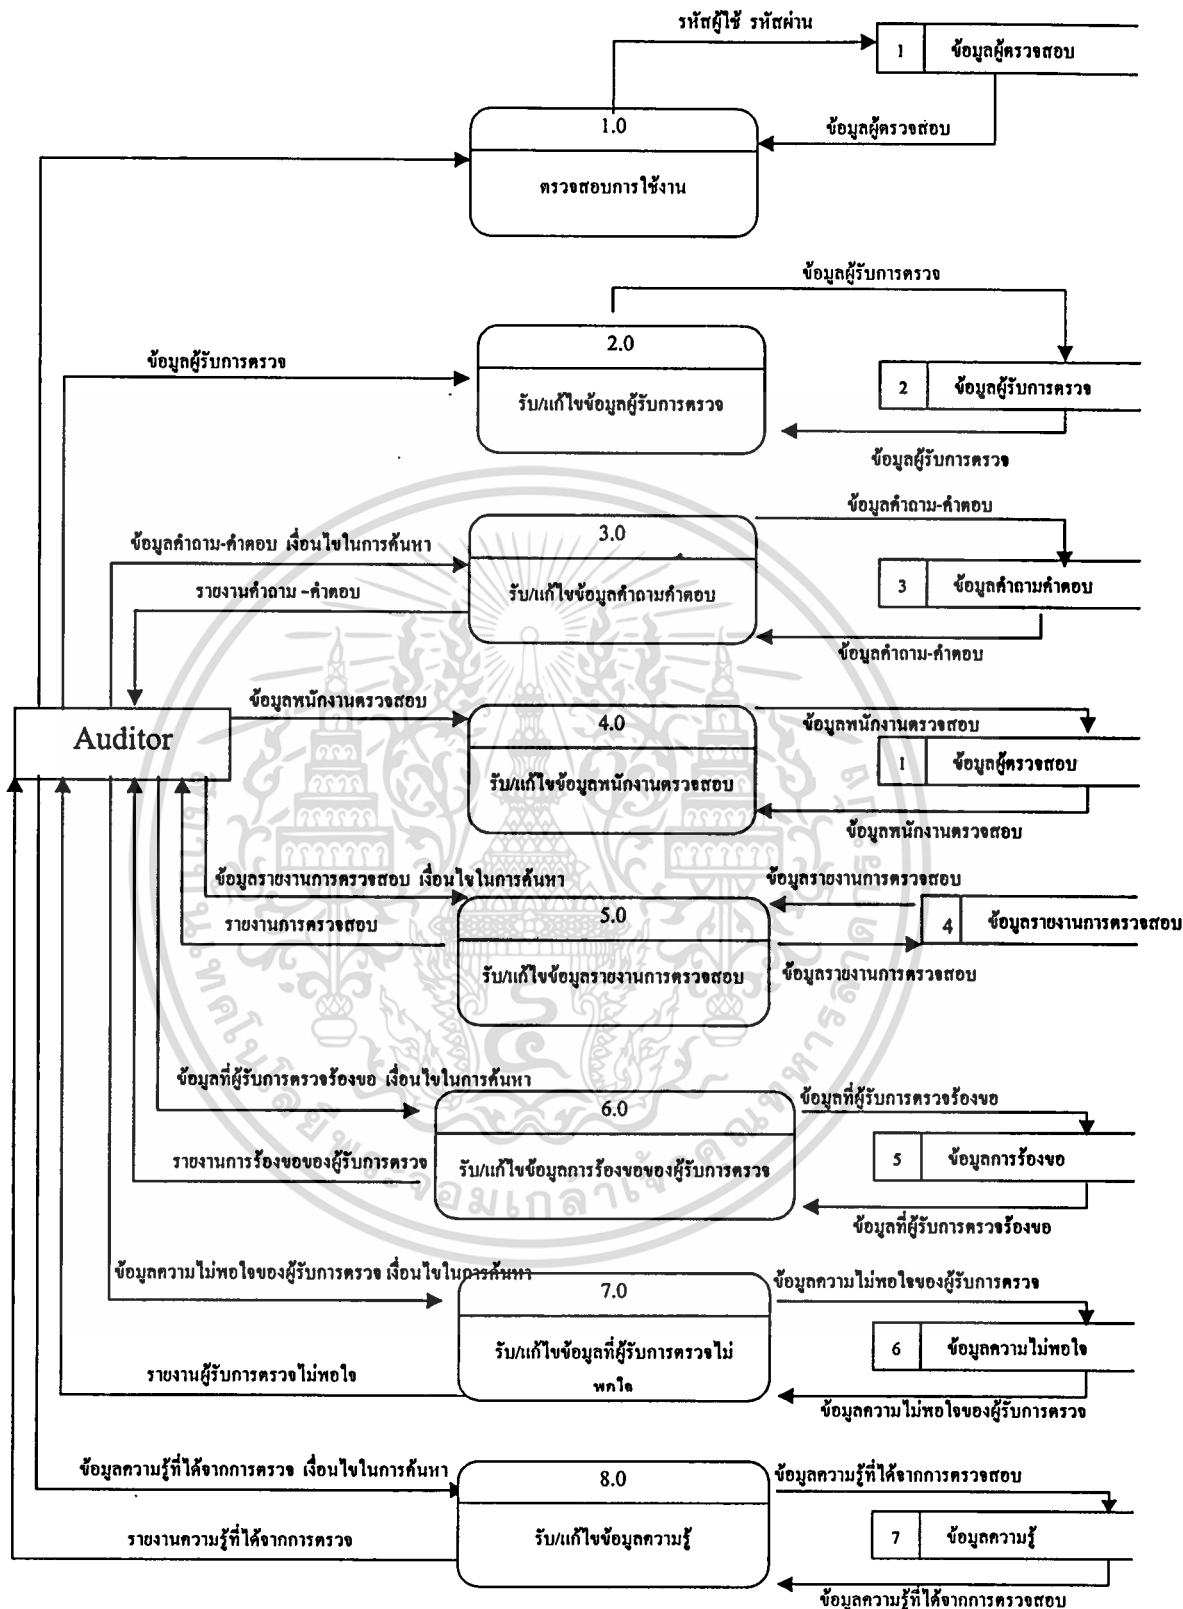 รหัสผู้ใช้ รหัสผ่าน
1 ข้อมูลผู้ตรวจสอบ
1.0
ข้อมูลผู้ตรวจสอบ
ตรวจสอบการใช้งาน
ข้อมูลผู้รับการตรวจ
2.0
ข้อมูลผู้รับการตรวจ
2 ข้อมูลผู้รับการตรวจ
รับ/แก้ไขข้อมูลผู้รับการตรวจ
ข้อมูลผู้รับการตรวจ
ข้อมูลคำถาม-คำตอบ
3.0
ข้อมูลคำถาม-คำตอบ เงื่อนไขในการค้นหา
3 ข้อมูลคำถามคำตอบ
รายงานคำถาม -คำตอบ
รับ/แก้ไขข้อมูลคำถามคำตอบ
ข้อมูลคำถาม-คำตอบ
ข้อมูลพนักงานตรวจสอบ
4.0
ข้อมูลพนักงานตรวจสอบ
Auditor
1 ข้อมูลผู้ตรวจสอบ
รับ/แก้ไขข้อมูลพนักงานตรวจสอบ
ข้อมูลพนักงานตรวจสอบ
ข้อมูลรายงานการตรวจสอบ เงื่อนไขในการค้นหา
ข้อมูลรายงานการตรวจสอบ
5.0
รายงานการตรวจสอบ
4 ข้อมูลรายงานการตรวจสอบ
รับ/แก้ไขข้อมูลรายงานการตรวจสอบ
ข้อมูลรายงานการตรวจสอบ
ข้อมูลที่ผู้รับการตรวจร้องขอ เงื่อนไขในการค้นหา
6.0
ข้อมูลที่ผู้รับการตรวจร้องขอ
รายงานการร้องขอของผู้รับการตรวจ
รับ/แก้ไขข้อมูลการร้องขอของผู้รับการตรวจ
5 ข้อมูลการร้องขอ
ข้อมูลที่ผู้รับการตรวจร้องขอ
ข้อมูลความไม่พอใจของผู้รับการตรวจ เงื่อนไขในการค้นหา
7.0
ข้อมูลความไม่พอใจของผู้รับการตรวจ
รับ/แก้ไขข้อมูลที่ผู้รับการตรวจไม่
พอใจ
6 ข้อมูลความไม่พอใจ
รายงานผู้รับการตรวจไม่พอใจ
ข้อมูลความไม่พอใจของผู้รับการตรวจ
ข้อมูลความรู้ที่ได้จากการตรวจ เงื่อนไขในการค้นหา
8.0
ข้อมูลความรู้ที่ได้จากการตรวจสอบ
รายงานความรู้ที่ได้จากการตรวจ
รับ/แก้ไขข้อมูลความรู้
7 ข้อมูลความรู้
ข้อมูลความรู้ที่ได้จากการตรวจสอบ
สถาบันเทคโนโลยีพระจอมเกล้าเจ้าคุณทหารลาดกระบัง